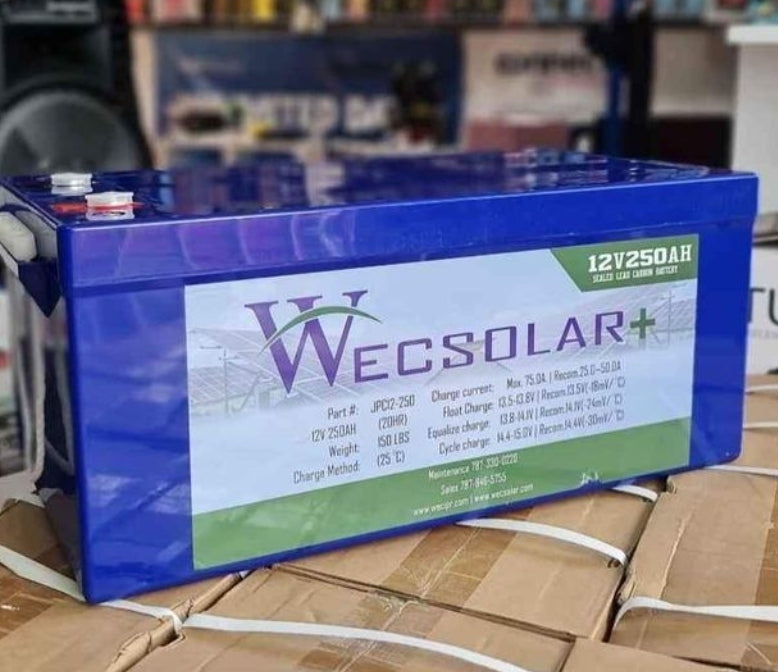 12V250AH
SEALED LEAD CARBON BATTERY
WECSOLAR+
Part #: JPC12-250
12V 250AH (20HR)
Weight: 150 LBS
Charge Method: (25°C)
Charge current: Max. 75.0A | Recom.25.0-50.0A
Float Charge: 13.5-13.8V | Recom.13.5V(-18mV/°C)
Equalize charge: 13.8-14.1V | Recom.14.1V(-24mV/°C)
Cycle charge: 14.4-15.0V | Recom.14.4V(-30mV/°C)
Maintenance 787-330-0220
Sales 787-846-5755
www.wecipr.com | www.wecsolar.com